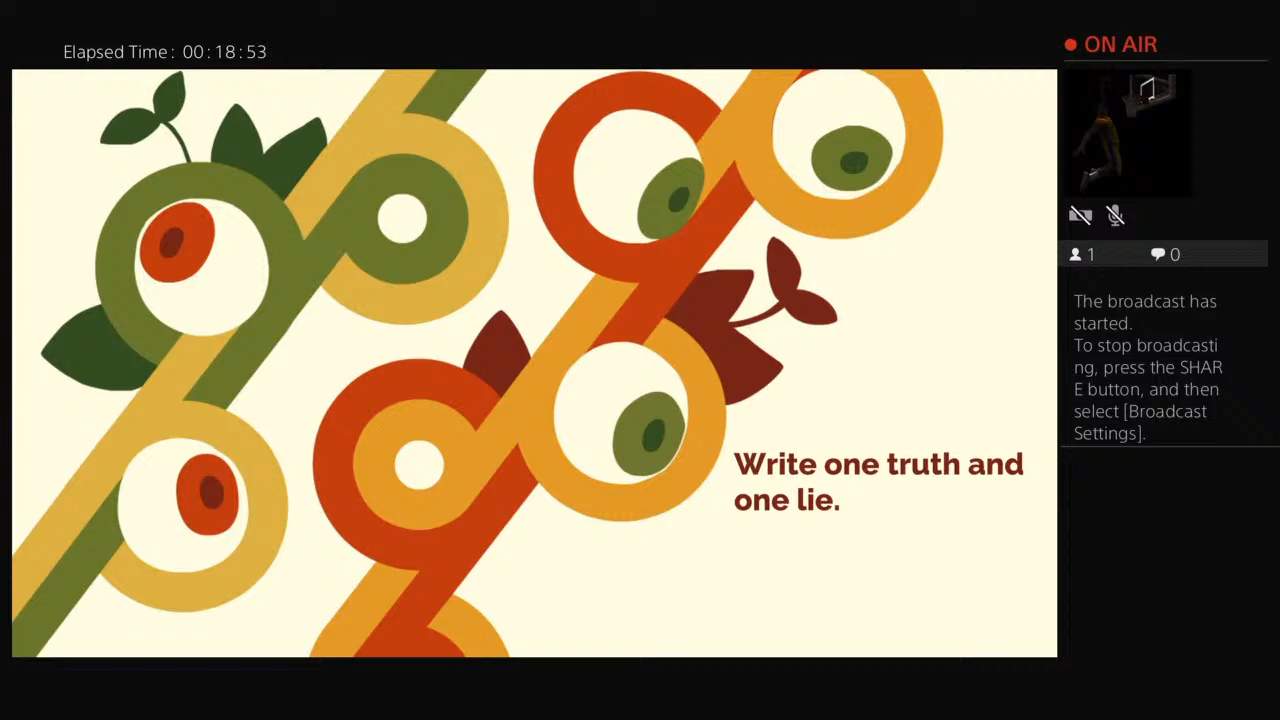 Elapsed Time: 00:18:53
ON AIR
1 0
Write one truth and
one lie.
The broadcast has
started.
To stop broadcasti
ng, press the SHAR
E button, and then
select [Broadcast
Settings].